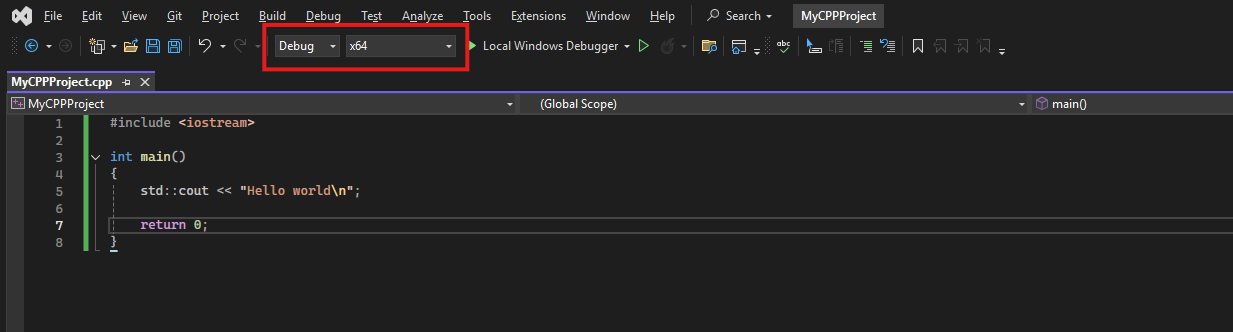 File Edit View Git Project Build Debug Test Analyze Tools Extensions Window Help Search MyCPPProject
Debug x64 Local Windows Debugger
MyCPPProject.cpp
MyCPPProject (Global Scope) main()
1 #include <iostream>
2
3 int main()
4 {
5 std::cout << "Hello world\n";
6
7 return 0;
8 }